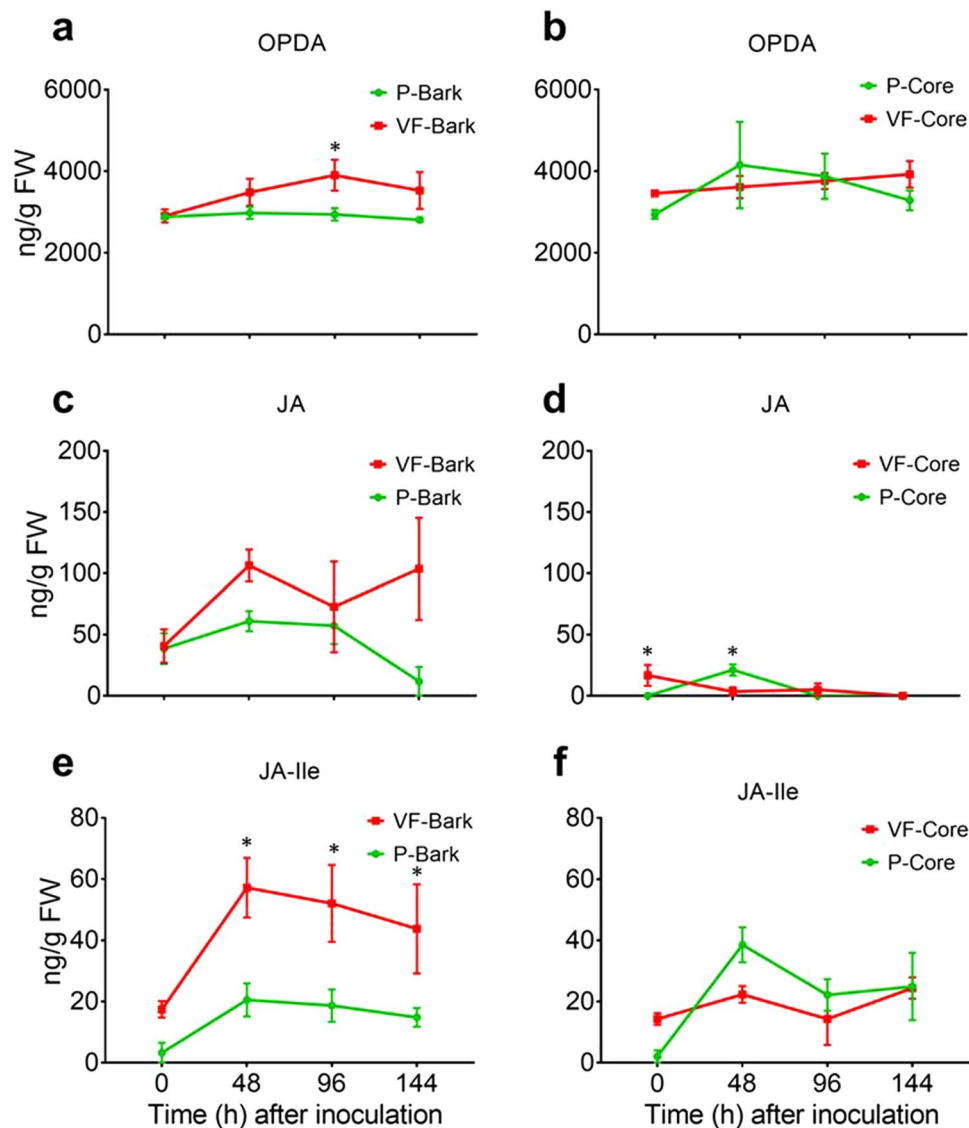 a
OPDA
6000
4000
2000
0
ng/g FW
P-Bark
VF-Bark
*
b
OPDA
6000
4000
2000
0
P-Core
VF-Core
c
JA
200
150
100
50
0
ng/g FW
VF-Bark
P-Bark
d
JA
200
150
100
50
0
VF-Core
P-Core
* *
e
JA-Ile
80
60
40
20
0
ng/g FW
VF-Bark
P-Bark
* * *
0 48 96 144
Time (h) after inoculation
f
JA-Ile
80
60
40
20
0
VF-Core
P-Core
0 48 96 144
Time (h) after inoculation